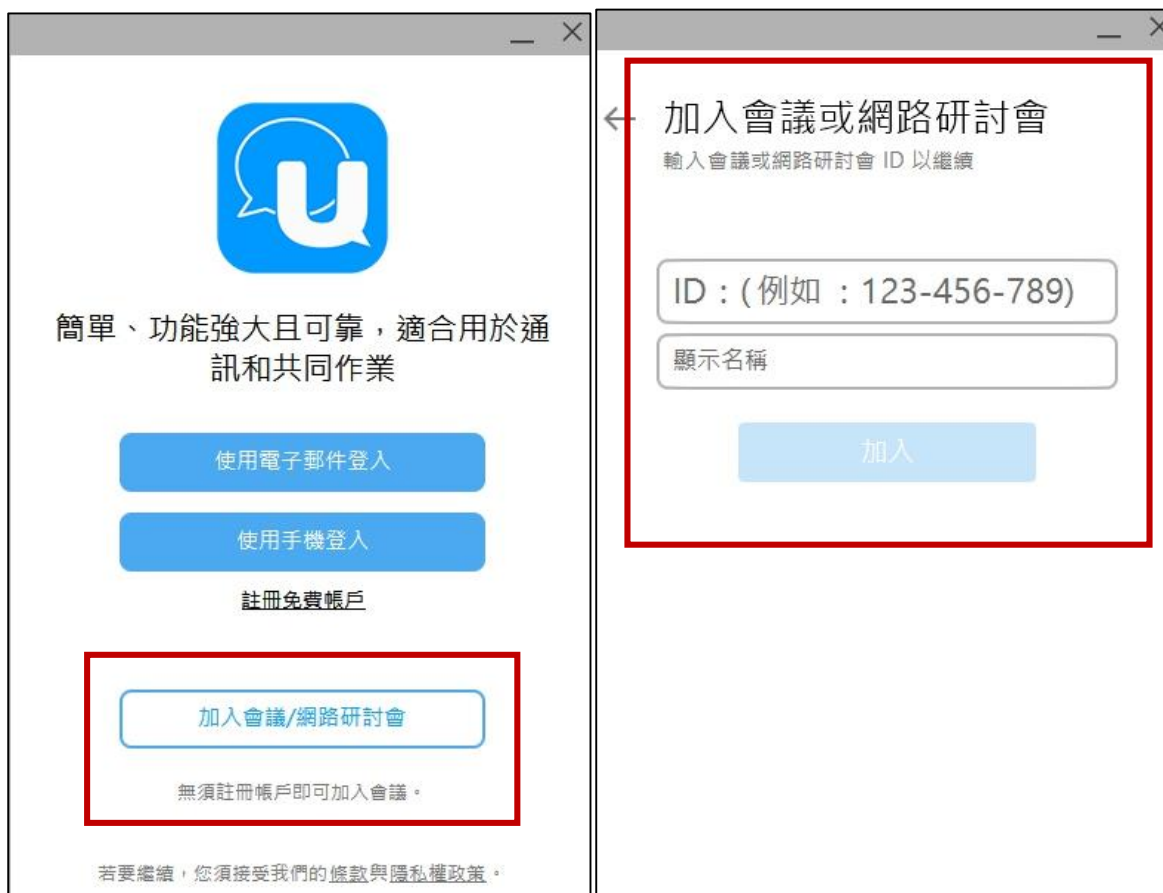 U
簡單、功能強大且可靠，適合用於通
訊和共同作業
使用電子郵件登入
使用手機登入
註冊免費帳戶
加入會議/網路研討會
無須註冊帳戶即可加入會議。
若要繼續，您須接受我們的條款與隱私權政策。
加入會議或網路研討會
輸入會議或網路研討會 ID 以繼續
ID：(例如 ：123-456-789)
顯示名稱
加入